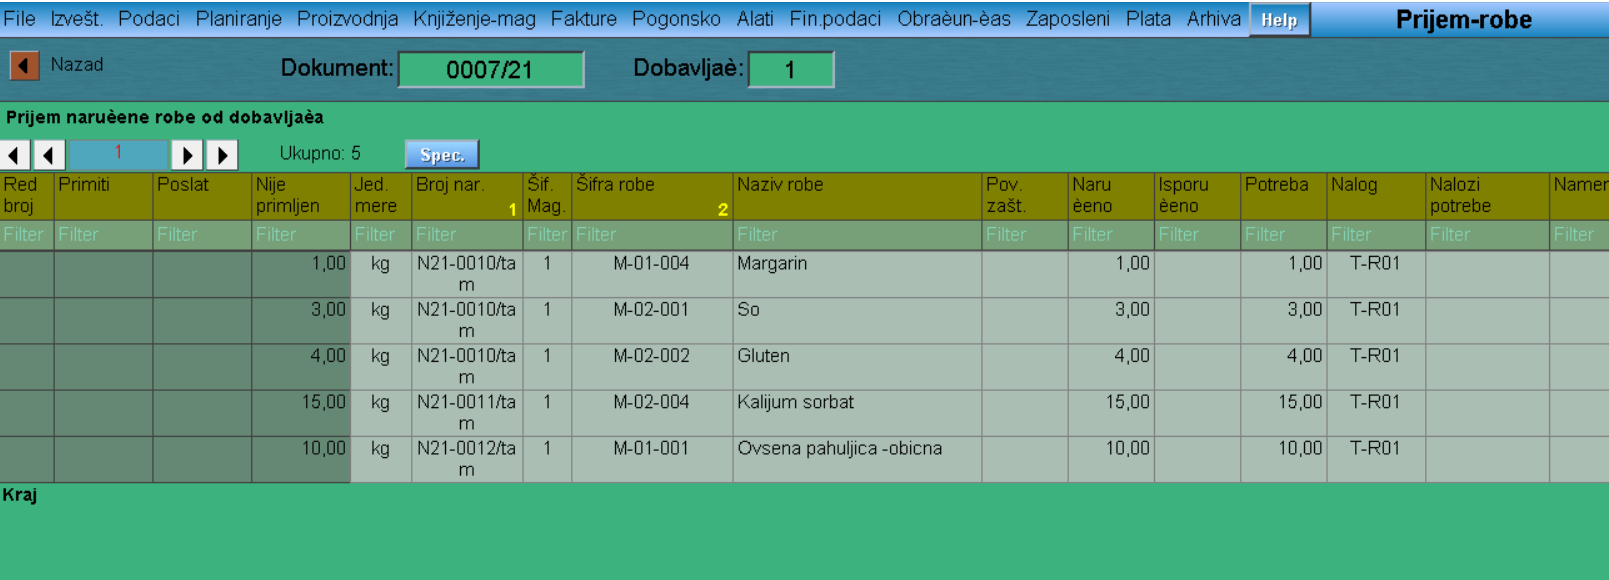 File Izvešt. Podaci Planiranje Proizvodnja Knjiženje-mag Fakture Pogonsko Alati Fin.podaci Obraèun-èas Zaposleni Plata Arhiva Help Prijem-robe
Nazad Dokument: 0007/21 Dobavljaè: 1
Prijem naruèene robe od dobavljaèa
1 Ukupno: 5 Spec.
Red Primiti Poslat Nije Jed. Broj nar. Šif. Šifra robe Naziv robe Pov. Naru Isporu Potreba Nalog Nalozi Namer
broj primljen mere 1 Mag. 2 zašt. èeno èeno potrebe
Filter Filter Filter Filter Filter Filter Filter Filter Filter Filter Filter Filter Filter Filter Filter Filter
1,00 kg N21-0010/ta 1 M-01-004 Margarin 1,00 1,00 T-R01
m
3,00 kg N21-0010/ta 1 M-02-001 So 3,00 3,00 T-R01
m
4,00 kg N21-0010/ta 1 M-02-002 Gluten 4,00 4,00 T-R01
m
15,00 kg N21-0011/ta 1 M-02-004 Kalijum sorbat 15,00 15,00 T-R01
m
10,00 kg N21-0012/ta 1 M-01-001 Ovsena pahuljica -obicna 10,00 10,00 T-R01
m
Kraj